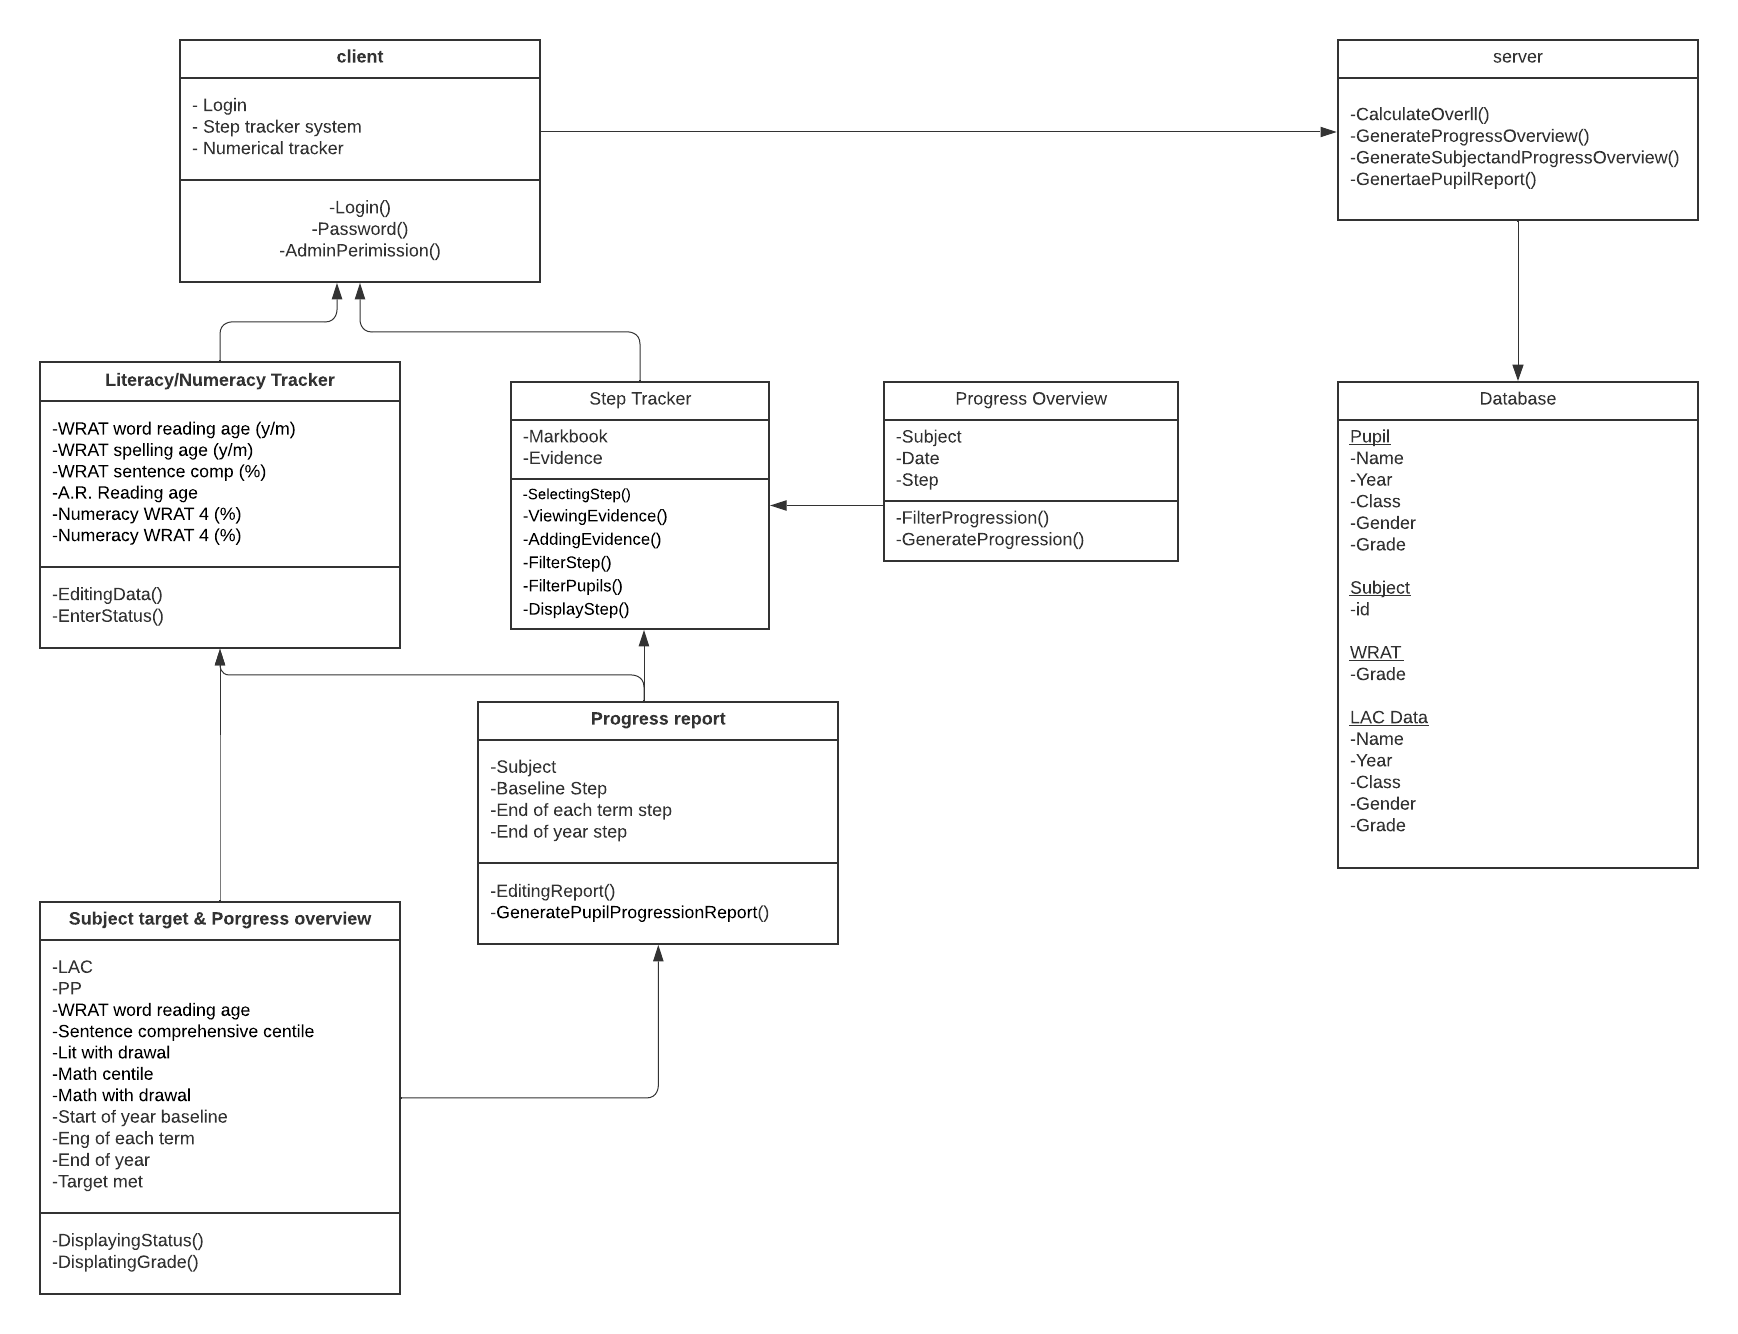 client
- Login
- Step tracker system
- Numerical tracker
-Login()
-Password()
-AdminPerimission()
server
-CalculateOverll()
-GenerateProgressOverview()
-GenerateSubjectandProgressOverview()
-GenertaePupilReport()
Literacy/Numeracy Tracker
-WRAT word reading age (y/m)
-WRAT spelling age (y/m)
-WRAT sentence comp (%)
-A.R. Reading age
-Numeracy WRAT 4 (%)
-Numeracy WRAT 4 (%)
-EditingData()
-EnterStatus()
Step Tracker
-Markbook
-Evidence
-SelectingStep()
-ViewingEvidence()
-AddingEvidence()
-FilterStep()
-FilterPupils()
-DisplayStep()
Progress Overview
-Subject
-Date
-Step
-FilterProgression()
-GenerateProgression()
Database
Pupil
-Name
-Year
-Class
-Gender
-Grade
Subject
-id
WRAT
-Grade
LAC Data
-Name
-Year
-Class
-Gender
-Grade
Progress report
-Subject
-Baseline Step
-End of each term step
-End of year step
-EditingReport()
-GeneratePupilProgressionReport()
Subject target & Porgress overview
-LAC
-PP
-WRAT word reading age
-Sentence comprehensive centile
-Lit with drawal
-Math centile
-Math with drawal
-Start of year baseline
-Eng of each term
-End of year
-Target met
-DisplayingStatus()
-DisplatingGrade()